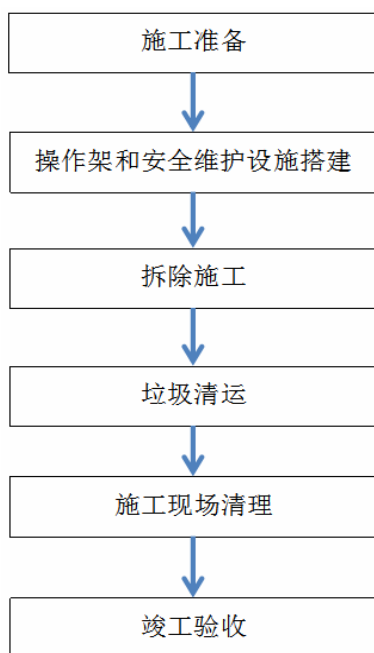 施工准备
操作架和安全维护设施搭建
拆除施工
垃圾清运
施工现场清理
竣工验收